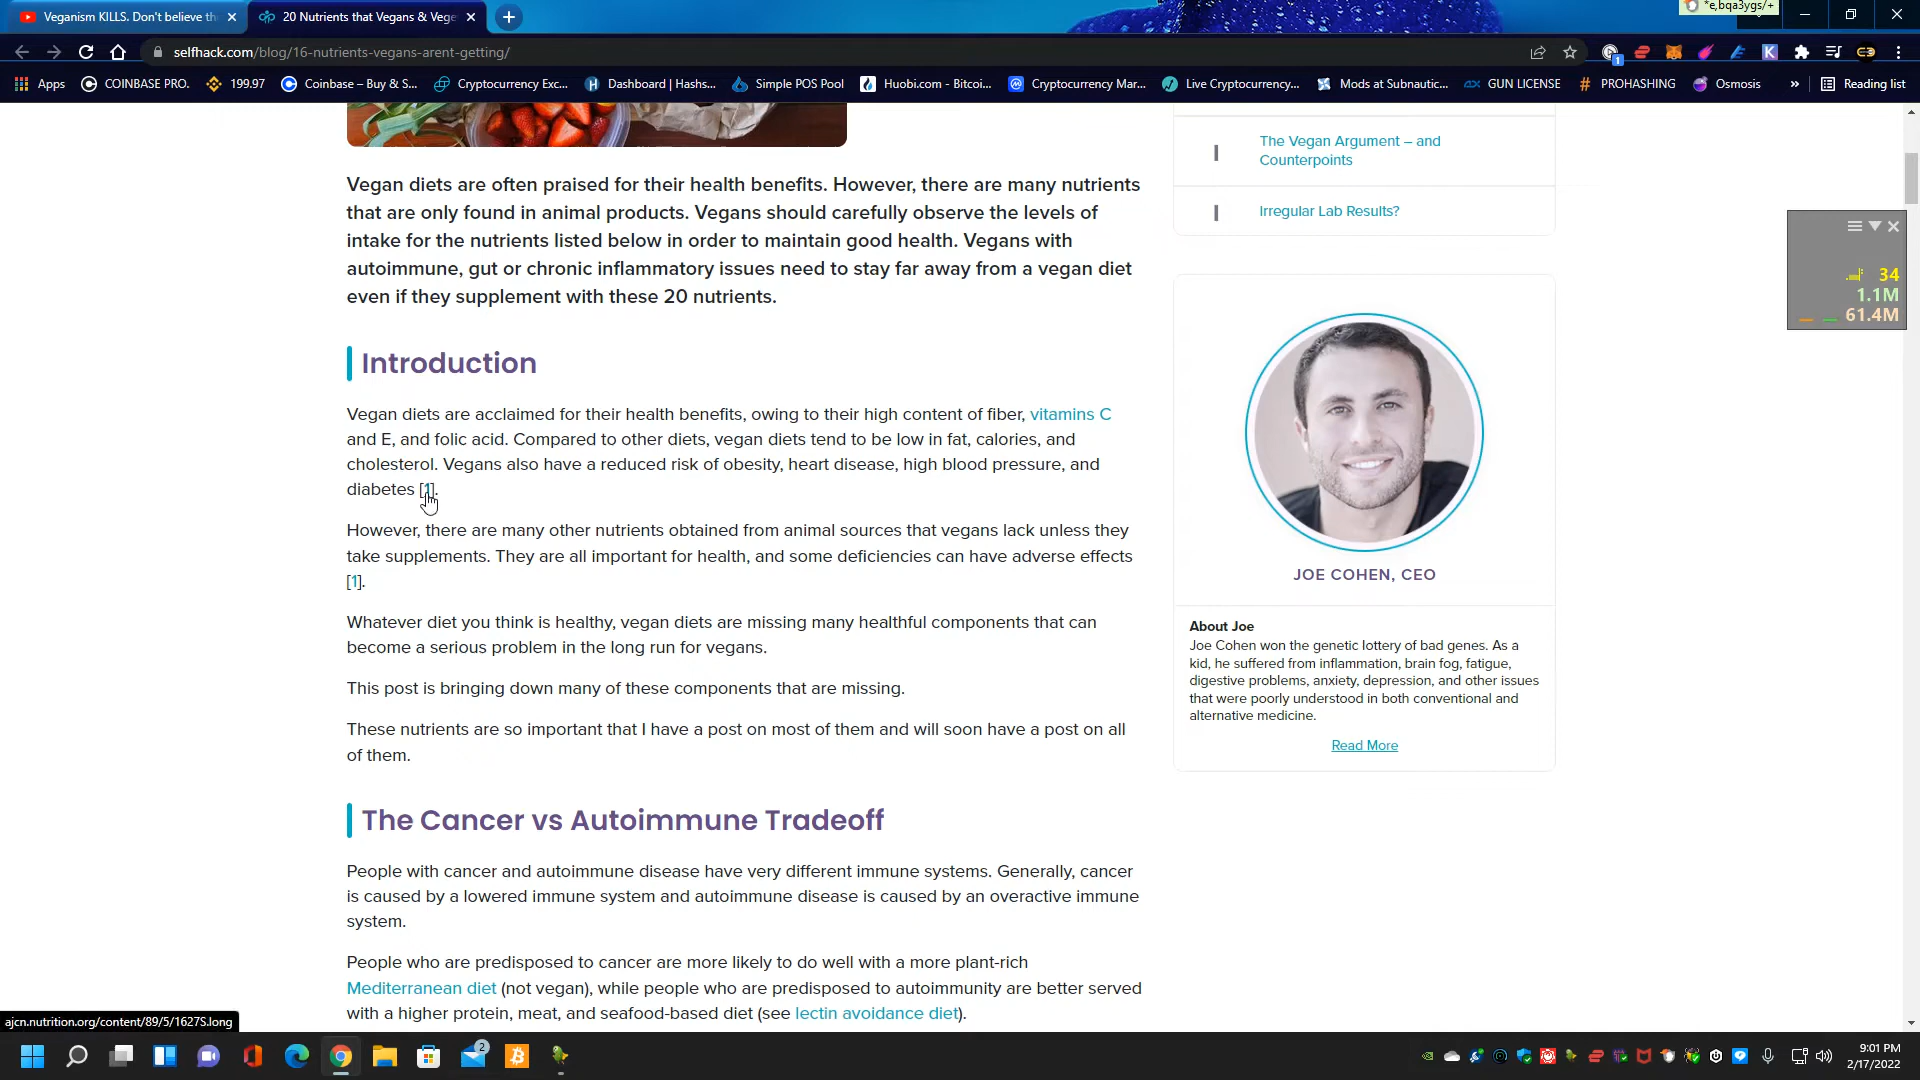 Veganism KILLS. Don't believe th
20 Nutrients that Vegans & Vege
*e,bqa3ygs/+
selfhack.com/blog/16-nutrients-vegans-arent-getting/
Apps
COINBASE PRO.
199.97
Coinbase – Buy & S...
Cryptocurrency Exc...
Dashboard | Hashs...
Simple POS Pool
Huobi.com - Bitcoi...
Cryptocurrency Mar...
Live Cryptocurrency...
Mods at Subnautic...
GUN LICENSE
PROHASHING
Osmosis
»
Reading list
Vegan diets are often praised for their health benefits. However, there are many nutrients
that are only found in animal products. Vegans should carefully observe the levels of
intake for the nutrients listed below in order to maintain good health. Vegans with
autoimmune, gut or chronic inflammatory issues need to stay far away from a vegan diet
even if they supplement with these 20 nutrients.
Introduction
Vegan diets are acclaimed for their health benefits, owing to their high content of fiber, vitamins C
and E, and folic acid. Compared to other diets, vegan diets tend to be low in fat, calories, and
cholesterol. Vegans also have a reduced risk of obesity, heart disease, high blood pressure, and
diabetes [1].
However, there are many other nutrients obtained from animal sources that vegans lack unless they
take supplements. They are all important for health, and some deficiencies can have adverse effects
[1].
Whatever diet you think is healthy, vegan diets are missing many healthful components that can
become a serious problem in the long run for vegans.
This post is bringing down many of these components that are missing.
These nutrients are so important that I have a post on most of them and will soon have a post on all
of them.
The Cancer vs Autoimmune Tradeoff
People with cancer and autoimmune disease have very different immune systems. Generally, cancer
is caused by a lowered immune system and autoimmune disease is caused by an overactive immune
system.
People who are predisposed to cancer are more likely to do well with a more plant-rich
Mediterranean diet (not vegan), while people who are predisposed to autoimmunity are better served
with a higher protein, meat, and seafood-based diet (see lectin avoidance diet).
The Vegan Argument – and
Counterpoints
Irregular Lab Results?
JOE COHEN, CEO
About Joe
Joe Cohen won the genetic lottery of bad genes. As a
kid, he suffered from inflammation, brain fog, fatigue,
digestive problems, anxiety, depression, and other issues
that were poorly understood in both conventional and
alternative medicine.
Read More
34
1.1M
61.4M
ajcn.nutrition.org/content/89/5/1627S.long
2
9:01 PM
2/17/2022